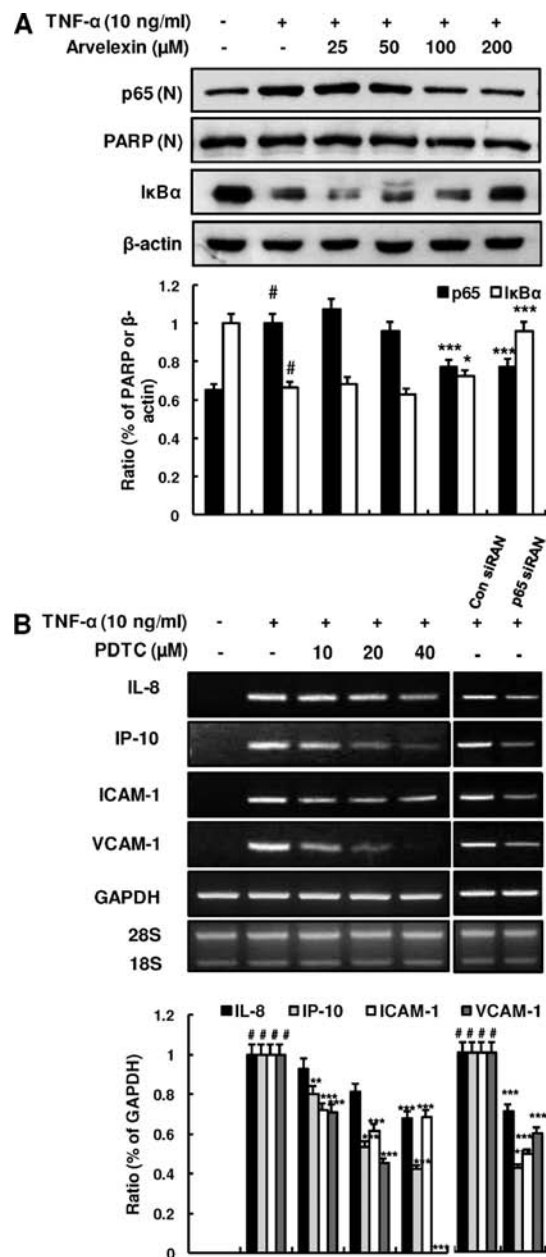 A
TNF-α (10 ng/ml) - + + + + +
Arvelexin (μM) - - 25 50 100 200
p65 (N)
PARP (N)
IκBα
β-actin
1.2
1
0.8
0.6
0.4
0.2
0
Ratio (% of PARP or β-
actin)
p65 IκBα
# # *** * *** ***
Con siRAN
p65 siRAN
B
TNF-α (10 ng/ml) - + + + + + +
PDTC (μM) - - 10 20 40 - -
IL-8
IP-10
ICAM-1
VCAM-1
GAPDH
28S
18S
1.2
1
0.8
0.6
0.4
0.2
0
Ratio (% of GAPDH)
IL-8 IP-10 ICAM-1 VCAM-1
# # # # # # # #
** *** *** *** *** *** *** *** *** *** *** ***